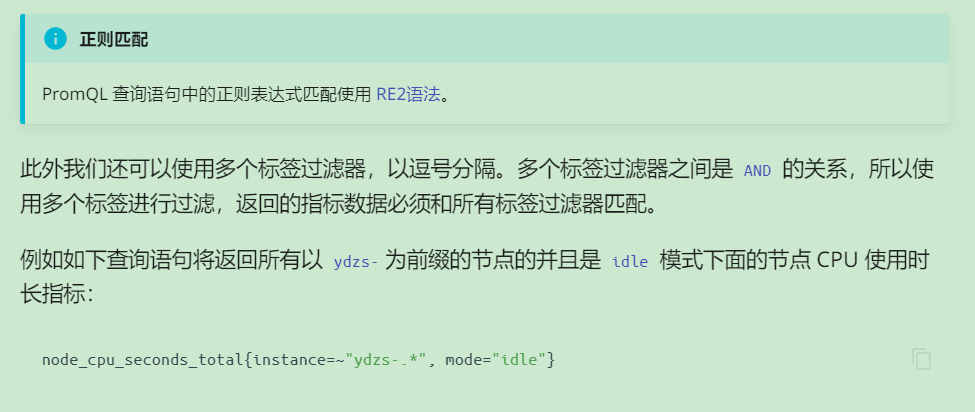 正则匹配
PromQL 查询语句中的正则表达式匹配使用 RE2语法。
此外我们还可以使用多个标签过滤器，以逗号分隔。多个标签过滤器之间是 AND 的关系，所以使
用多个标签进行过滤，返回的指标数据必须和所有标签过滤器匹配。
例如如下查询语句将返回所有以 ydzs- 为前缀的节点的并且是 idle 模式下面的节点 CPU 使用时
长指标：
node_cpu_seconds_total{instance=~"ydzs-.*", mode="idle"}